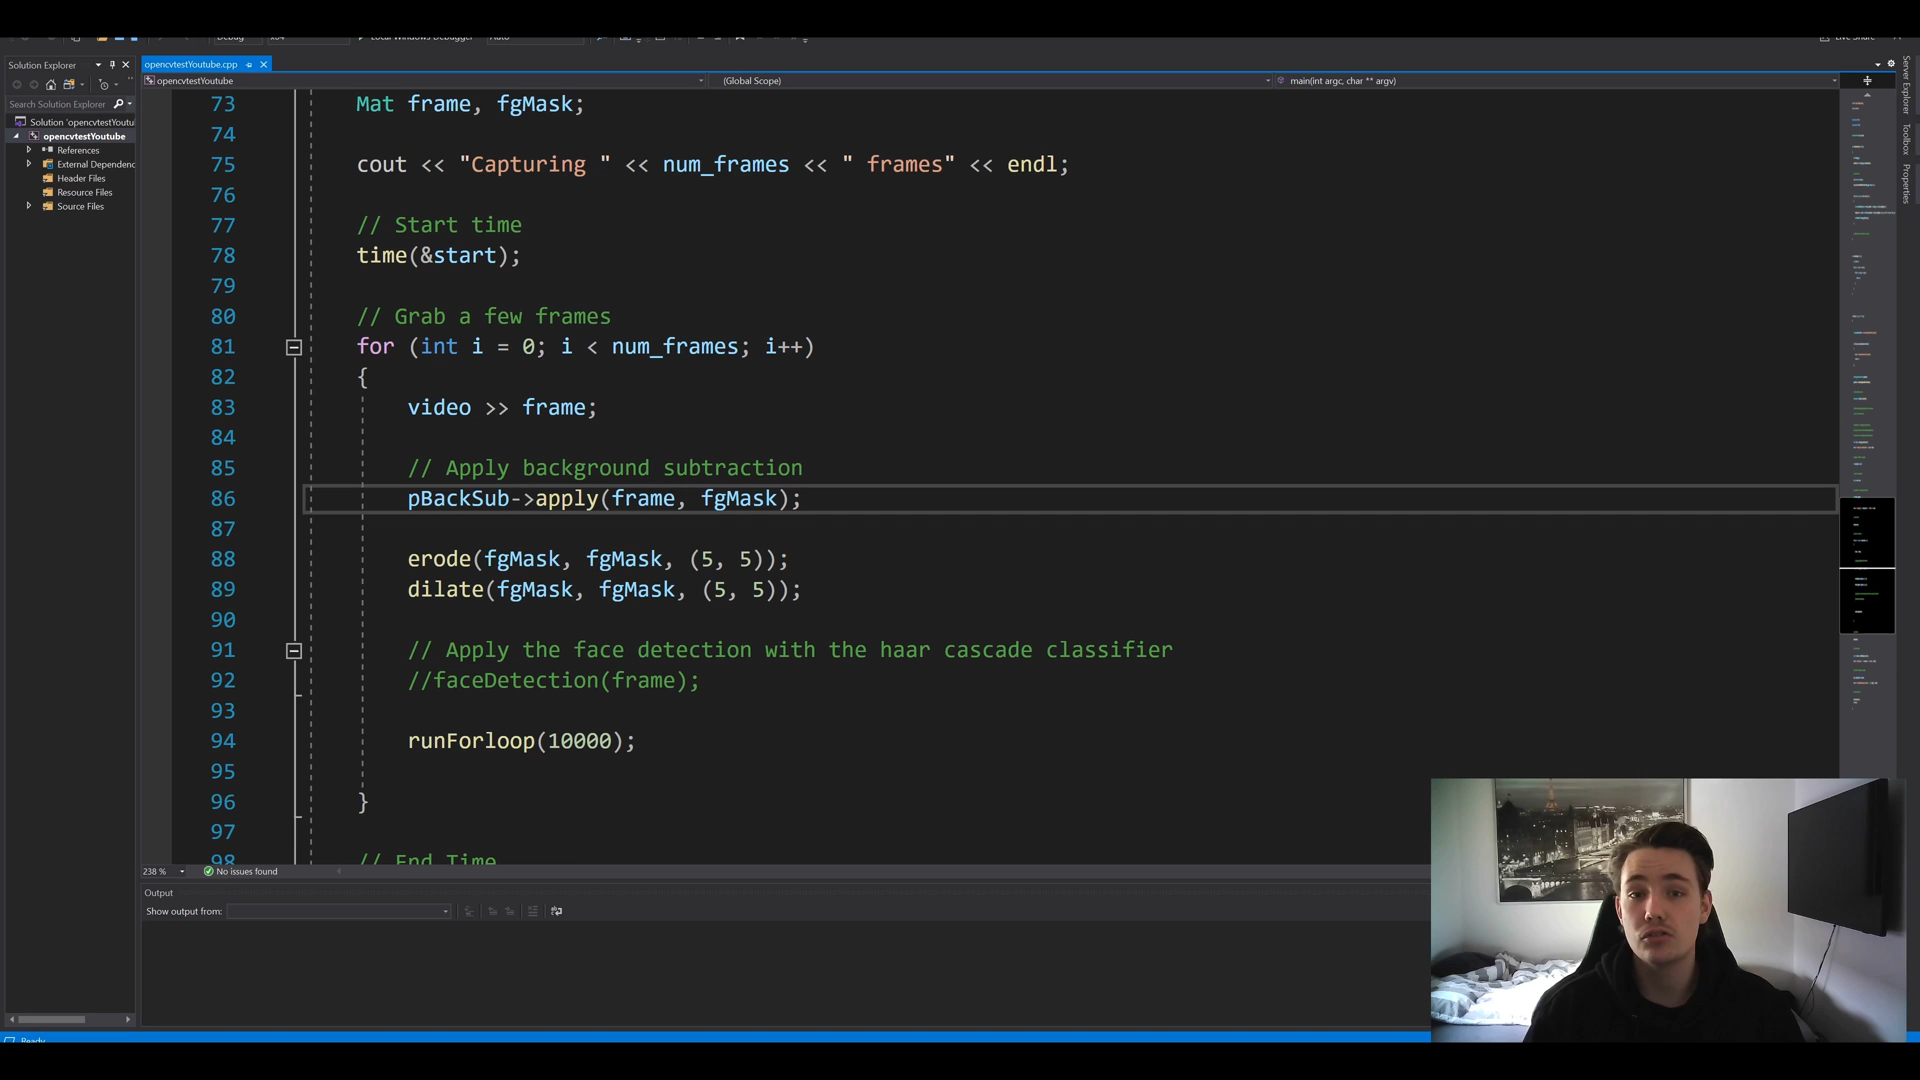 Debug
x64
Local Windows Debugger
Auto
Live Share
Solution Explorer
opencvtestYoutube.cpp
opencvtestYoutube
(Global Scope)
main(int argc, char ** argv)
Search Solution Explorer
Solution 'opencvtestYoutu
opencvtestYoutube
References
External Dependenc
Header Files
Resource Files
Source Files
73 Mat frame, fgMask;
74
75 cout << "Capturing " << num_frames << " frames" << endl;
76
77 // Start time
78 time(&start);
79
80 // Grab a few frames
81 for (int i = 0; i < num_frames; i++)
82 {
83 video >> frame;
84
85 // Apply background subtraction
86 pBackSub->apply(frame, fgMask);
87
88 erode(fgMask, fgMask, (5, 5));
89 dilate(fgMask, fgMask, (5, 5));
90
91 // Apply the face detection with the haar cascade classifier
92 //faceDetection(frame);
93
94 runForloop(10000);
95
96 }
97
98 // End Time
238 %
No issues found
Output
Show output from:
Ready
Server Explorer
Toolbox
Properties